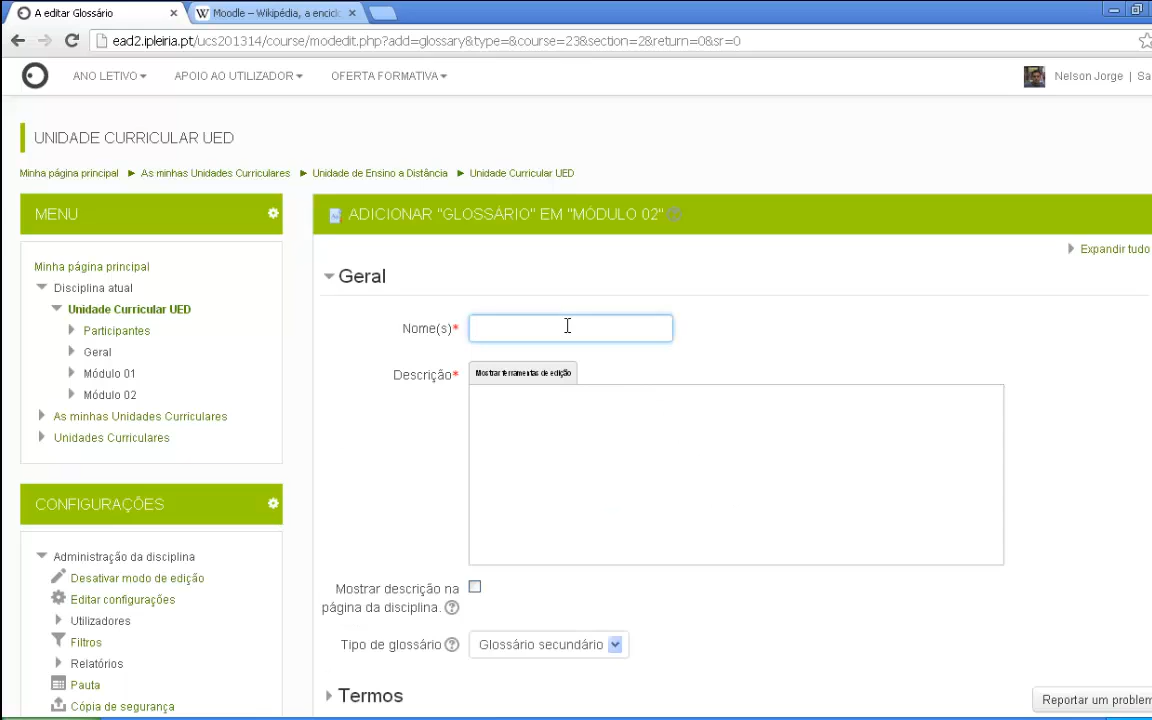 A editar Glossário
W Moodle – Wikipédia, a encicl
ead2.ipleiria.pt/ucs201314/course/modedit.php?add=glossary&type=&course=23&section=2&return=0&sr=0
ANO LETIVO
APOIO AO UTILIZADOR
OFERTA FORMATIVA
Nelson Jorge | Sa
UNIDADE CURRICULAR UED
Minha página principal
As minhas Unidades Curriculares
Unidade de Ensino a Distância
Unidade Curricular UED
MENU
ADICIONAR "GLOSSÁRIO" EM "MÓDULO 02"
Expandir tudo
Minha página principal
Disciplina atual
Unidade Curricular UED
Participantes
Geral
Módulo 01
Módulo 02
As minhas Unidades Curriculares
Unidades Curriculares
Geral
Nome(s)*
Descrição*
Mostrar ferramentas de edição
CONFIGURAÇÕES
Administração da disciplina
Desativar modo de edição
Editar configurações
Utilizadores
Filtros
Relatórios
Pauta
Cópia de segurança
Mostrar descrição na
página da disciplina.
Tipo de glossário
Glossário secundário
Termos
Reportar um problem